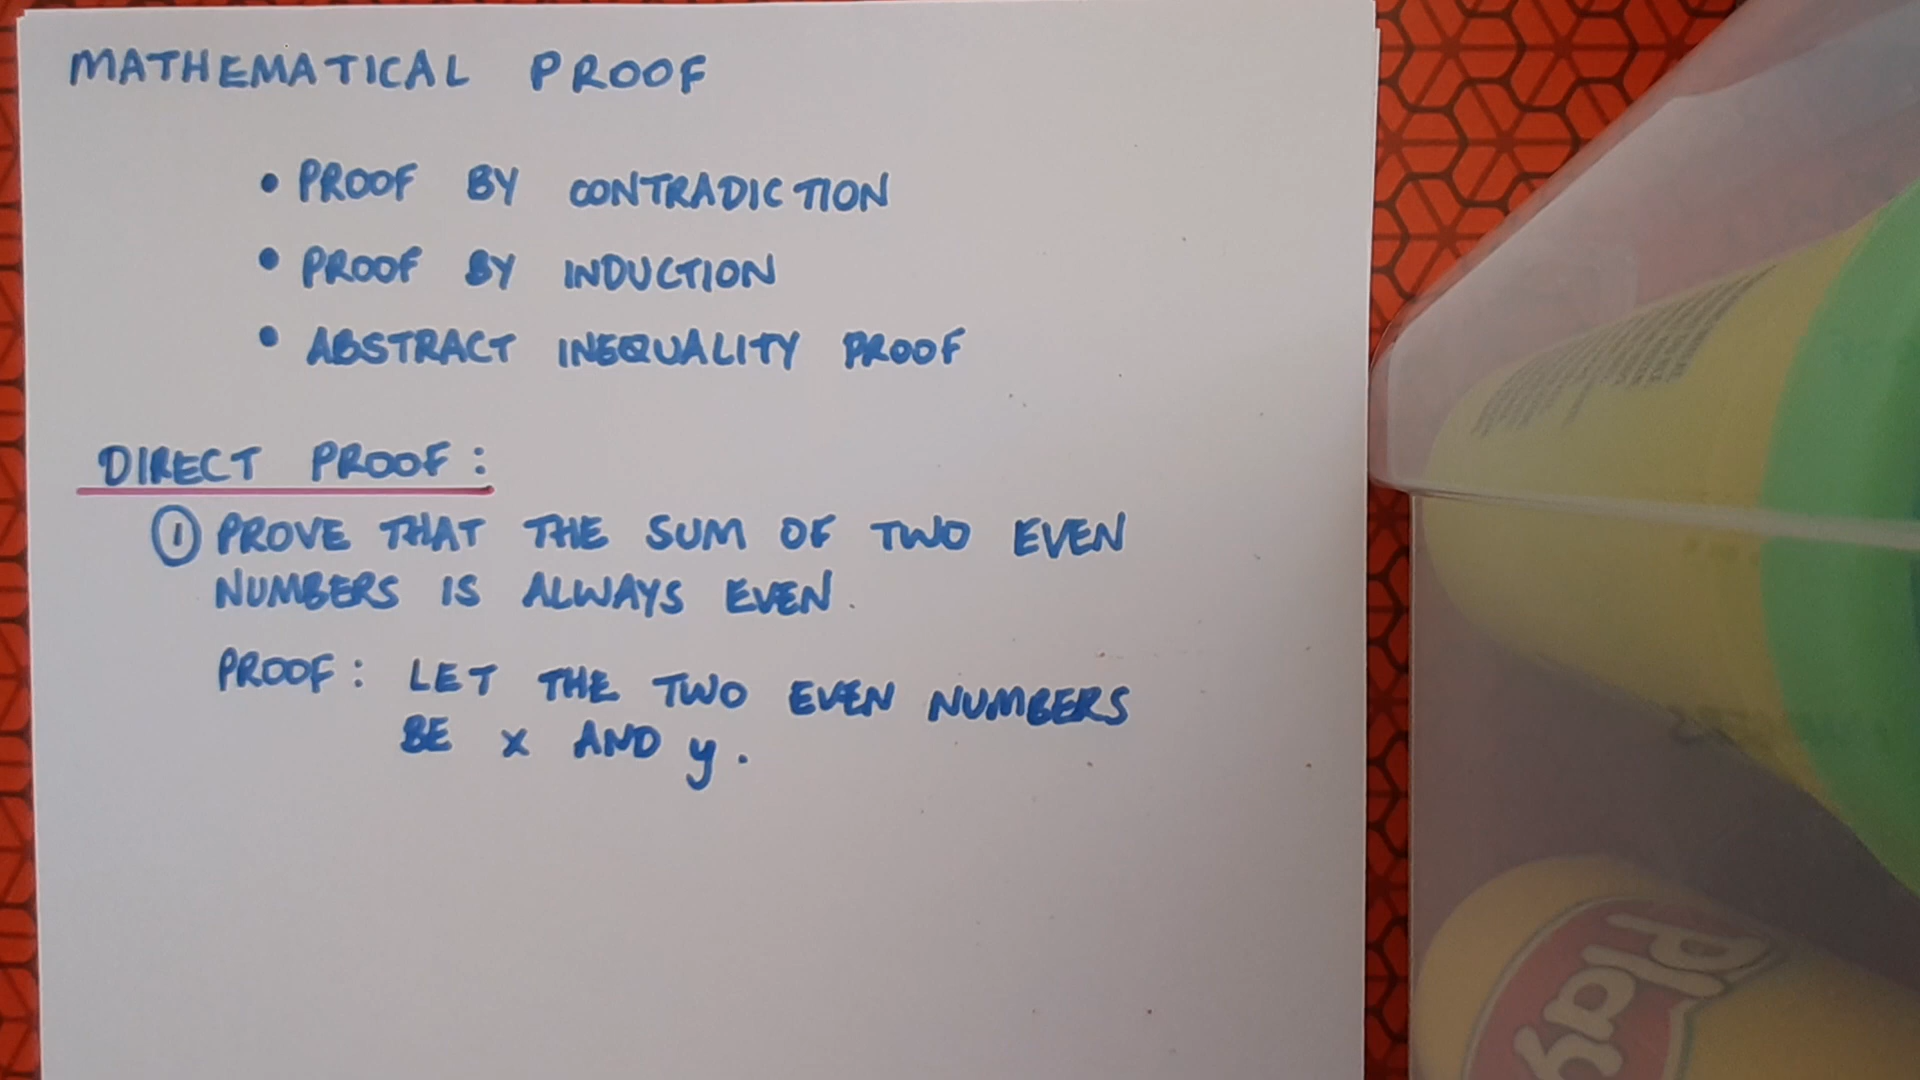 MATHEMATICAL PROOF
• PROOF BY CONTRADICTION
• PROOF BY INDUCTION
• ABSTRACT INEQUALITY PROOF
DIRECT PROOF:
① PROVE THAT THE SUM OF TWO EVEN
NUMBERS IS ALWAYS EVEN.
PROOF: LET THE TWO EVEN NUMBERS
BE x AND y.
Play